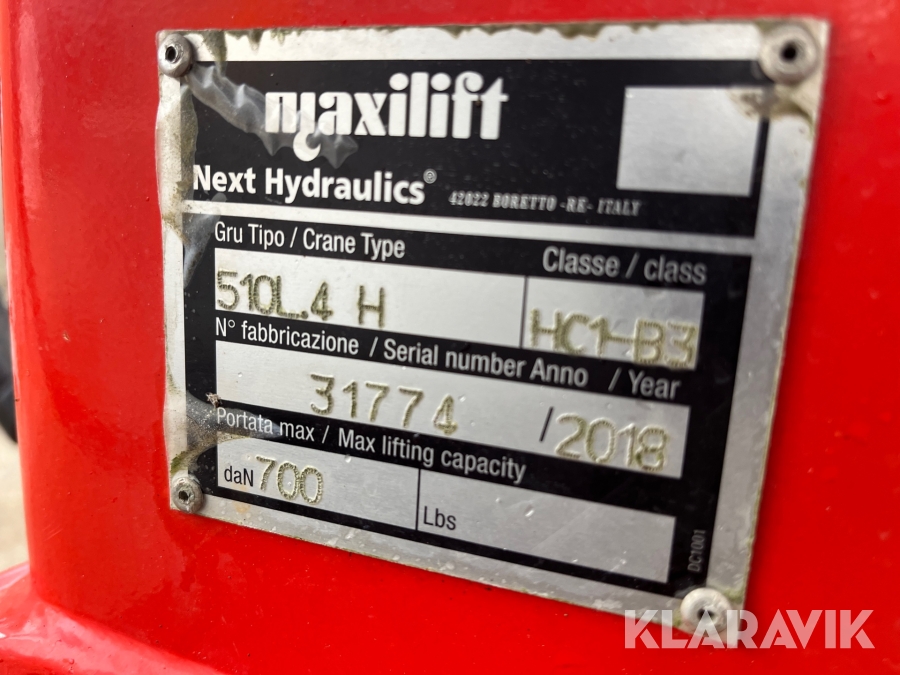 maxilift
Next Hydraulics® 42022 BORETTO -RE- ITALY
Gru Tipo / Crane Type
Classe / class
510L.4 H
HC1-B3
N° fabbricazione / Serial number Anno / Year
31774 / 2018
Portata max / Max lifting capacity
daN 700
Lbs
DC1001
KLARAVIK